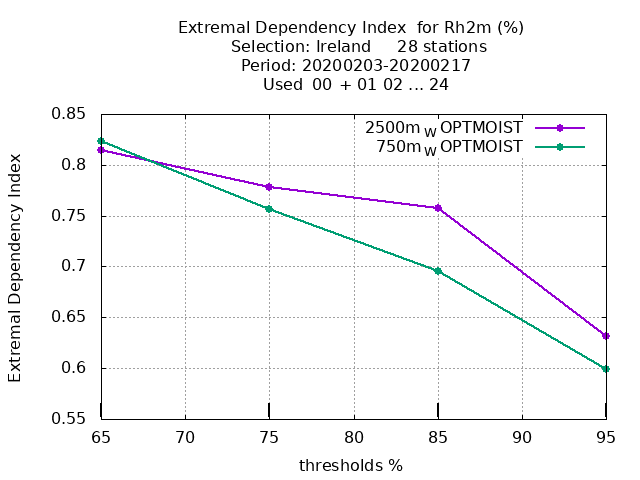 Extremal Dependency Index  for Rh2m (%)
Selection: Ireland     28 stations
Period: 20200203-20200217
Used  00 + 01 02 ... 24
0.85
2500m W OPTMOIST
750m W OPTMOIST
0.8
0.75
0.7
0.65
0.6
0.55
Extremal Dependency Index
65 70 75 80 85 90 95
thresholds %